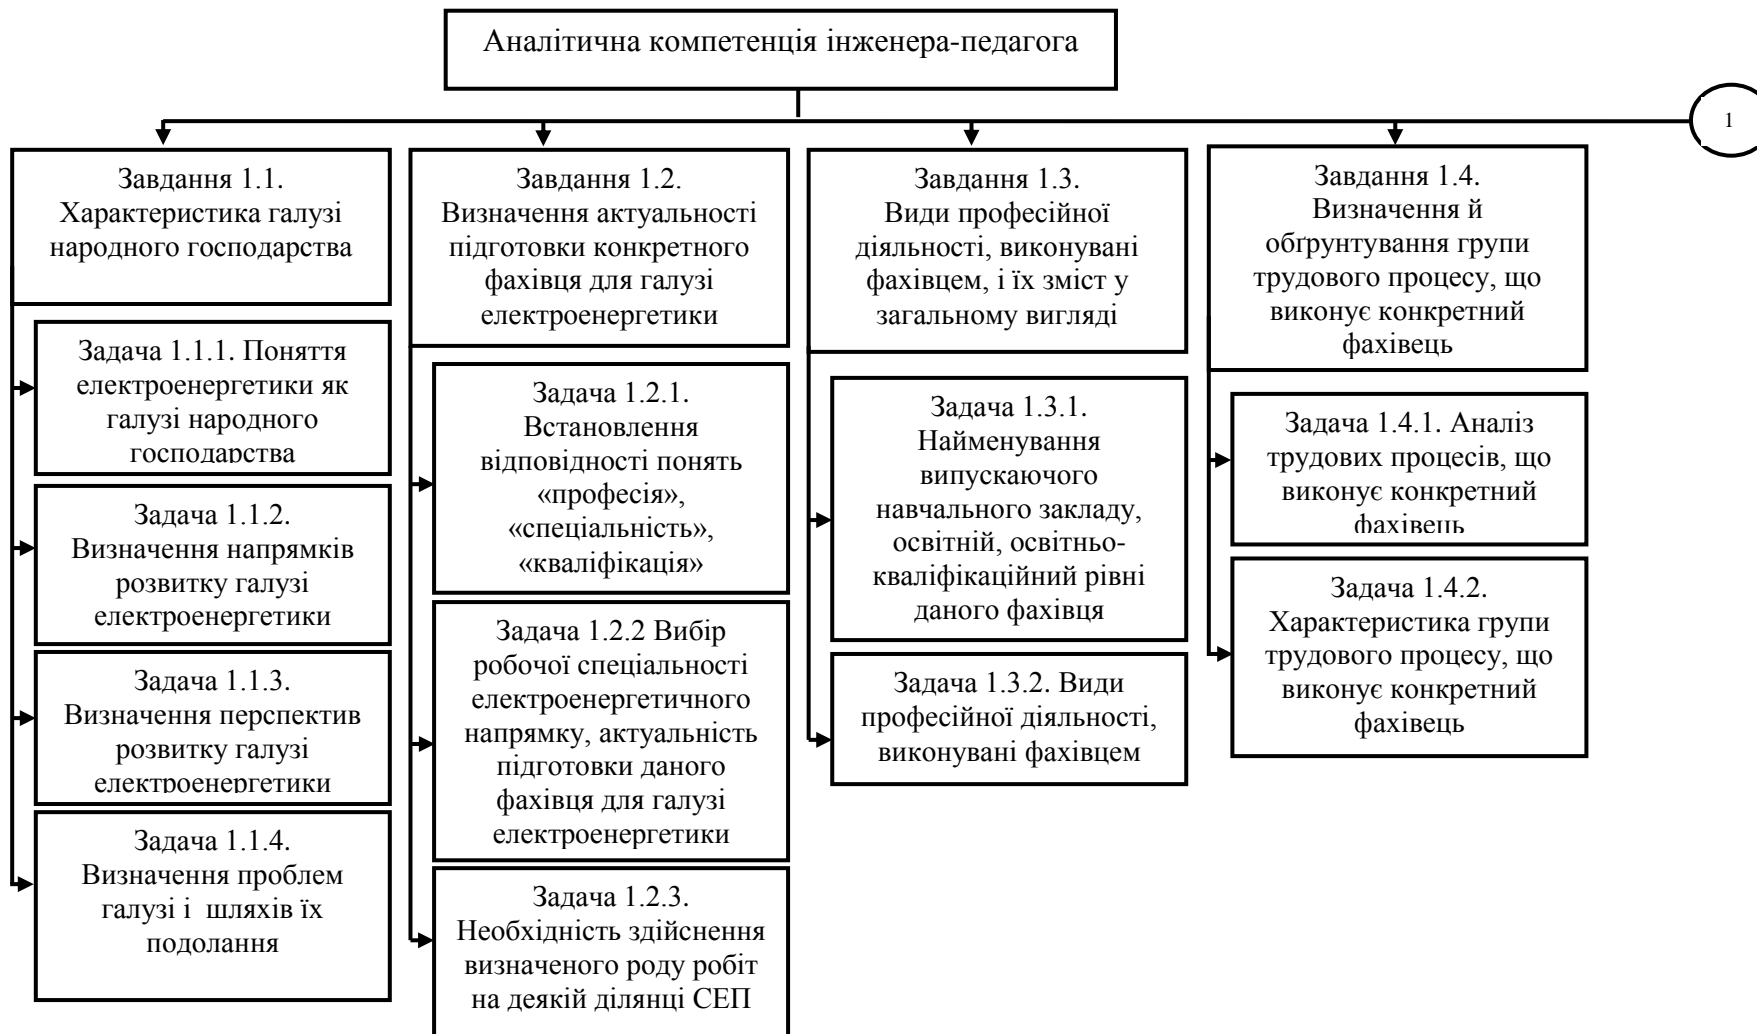 Аналітична компетенція інженера-педагога
1
Завдання 1.1.
Характеристика галузі
народного господарства
Задача 1.1.1. Поняття
електроенергетики як
галузі народного
господарства
Задача 1.1.2.
Визначення напрямків
розвитку галузі
електроенергетики
Задача 1.1.3.
Визначення перспектив
розвитку галузі
електроенергетики
Задача 1.1.4.
Визначення проблем
галузі і шляхів їх
подолання
Завдання 1.2.
Визначення актуальності
підготовки конкретного
фахівця для галузі
електроенергетики
Задача 1.2.1.
Встановлення
відповідності понять
«професія»,
«спеціальність»,
«кваліфікація»
Задача 1.2.2 Вибір
робочої спеціальності
електроенергетичного
напрямку, актуальність
підготовки даного
фахівця для галузі
електроенергетики
Задача 1.2.3.
Необхідність здійснення
визначеного роду робіт
на деякій ділянці СЕП
Завдання 1.3.
Види професійної
діяльності, виконувані
фахівцем, і їх зміст у
загальному вигляді
Задача 1.3.1.
Найменування
випускаючого
навчального закладу,
освітній, освітньо-
кваліфікаційний рівні
даного фахівця
Задача 1.3.2. Види
професійної діяльності,
виконувані фахівцем
Завдання 1.4.
Визначення й
обґрунтування групи
трудового процесу, що
виконує конкретний
фахівець
Задача 1.4.1. Аналіз
трудових процесів, що
виконує конкретний
фахівець
Задача 1.4.2.
Характеристика групи
трудового процесу, що
виконує конкретний
фахівець